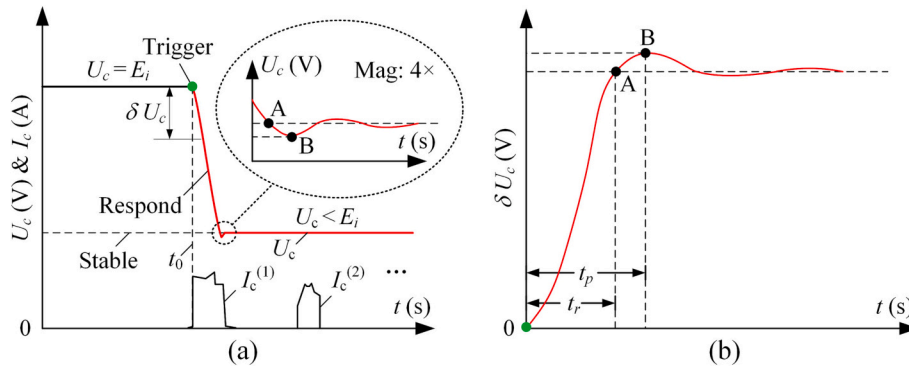 U_c (V) & I_c (A)
Trigger
U_c = E_i
δU_c
U_c (V)
Mag: 4×
A
B
t (s)
Respond
U_c < E_i
U_c
Stable
t_0
I_c^(1)
I_c^(2)
...
t (s)
0
(a)
δU_c (V)
B
A
t_p
t_r
t (s)
0
(b)